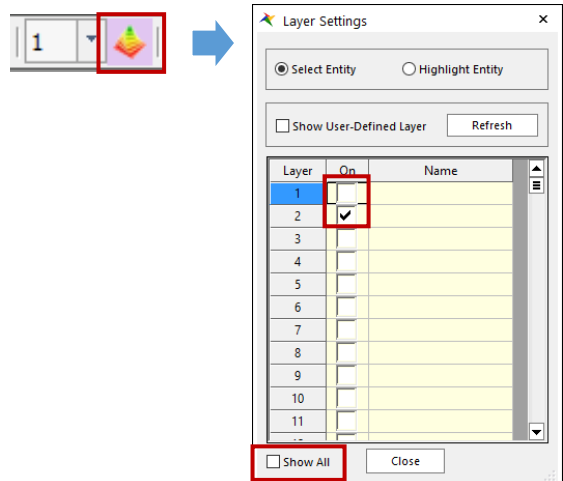 1
Layer Settings
Select Entity Highlight Entity
Show User-Defined Layer Refresh
Layer On Name
1
2
3
4
5
6
7
8
9
10
11
Show All Close